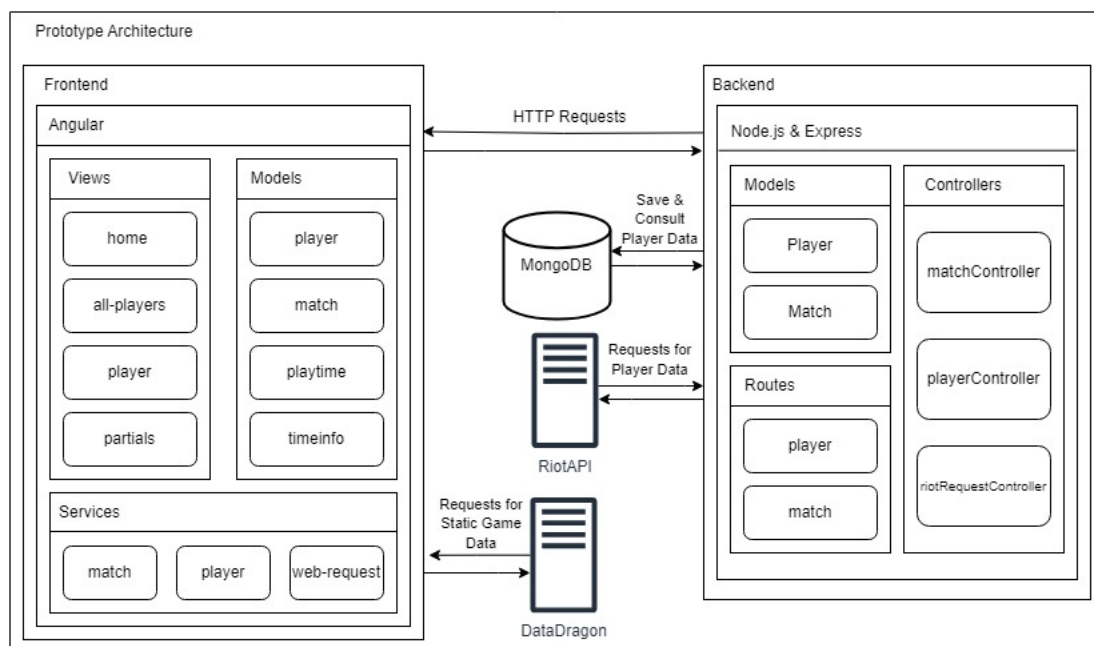 Prototype Architecture
Frontend
Angular
Views
home
all-players
player
partials
Models
player
match
playtime
timeinfo
Services
match
player
web-request
HTTP Requests
Save &
Consult
Player Data
MongoDB
Requests for
Player Data
RiotAPI
Requests for
Static Game
Data
DataDragon
Backend
Node.js & Express
Models
Player
Match
Routes
player
match
Controllers
matchController
playerController
riotRequestController